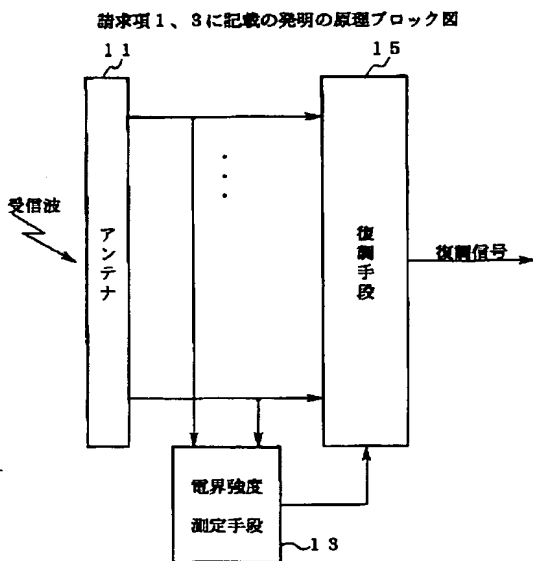 請求項１、３に記載の発明の原理ブロック図
１１
１５
受信波
アンテナ
復調手段
復調信号
電界強度
測定手段
１３